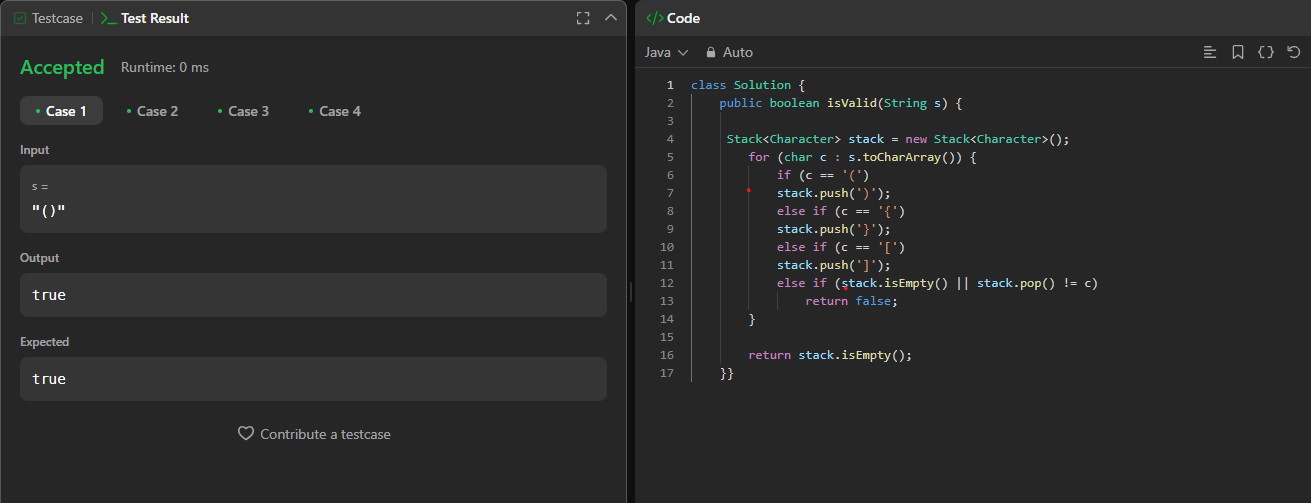 Testcase | Test Result
Accepted Runtime: 0 ms
Case 1 Case 2 Case 3 Case 4
Input
s =
"()"
Output
true
Expected
true
Contribute a testcase
</> Code
Java Auto
1 class Solution {
2     public boolean isValid(String s) {
3
4      Stack<Character> stack = new Stack<Character>();
5         for (char c : s.toCharArray()) {
6             if (c == '(')
7             stack.push(')');
8             else if (c == '{')
9             stack.push('}');
10             else if (c == '[')
11             stack.push(']');
12             else if (stack.isEmpty() || stack.pop() != c)
13                 return false;
14         }
15
16         return stack.isEmpty();
17     }}